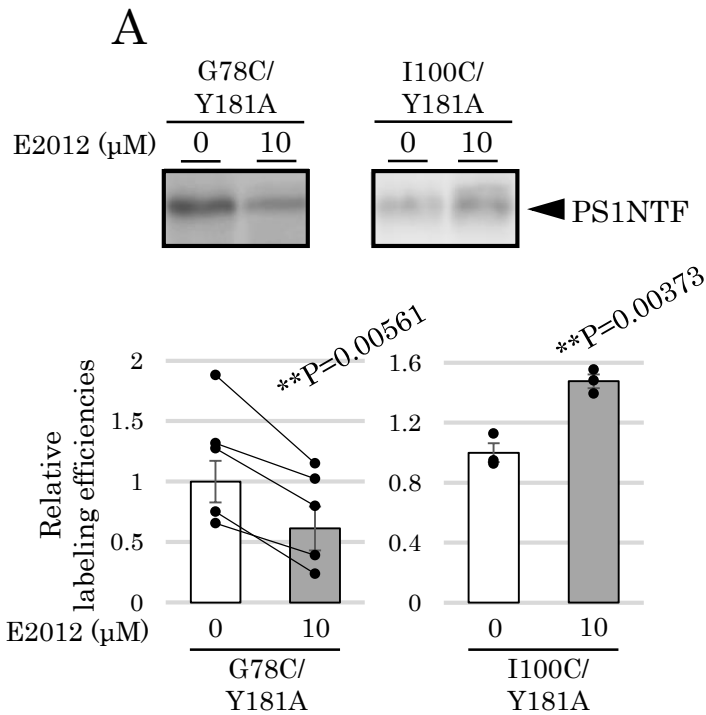 A
G78C/
Y181A
I100C/
Y181A
E2012 (µM)
0
10
0
10
PS1NTF
**P=0.00561
**P=0.00373
Relative
labeling efficiencies
2
1.5
1
0.5
0
1.6
1.2
0.8
0.4
0
E2012 (µM)
0
10
0
10
G78C/
Y181A
I100C/
Y181A